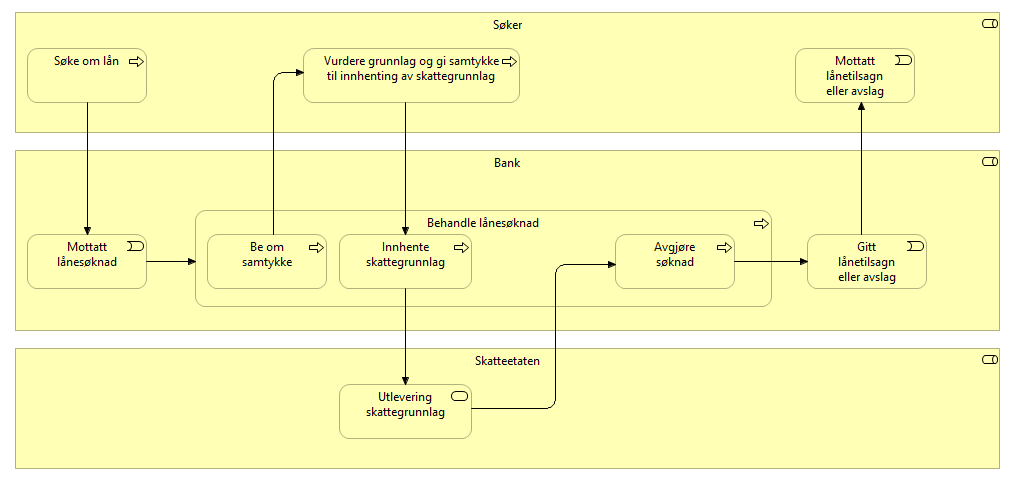 Søker
Søke om lån
Vurdere grunnlag og gi samtykke
til innhenting av skattegrunnlag
Mottatt
lånetilsagn
eller avslag
Bank
Behandle lånesøknad
Mottatt
lånesøknad
Be om
samtykke
Innhente
skattegrunnlag
Avgjøre
søknad
Gitt
lånetilsagn
eller avslag
Skatteetaten
Utlevering
skattegrunnlag